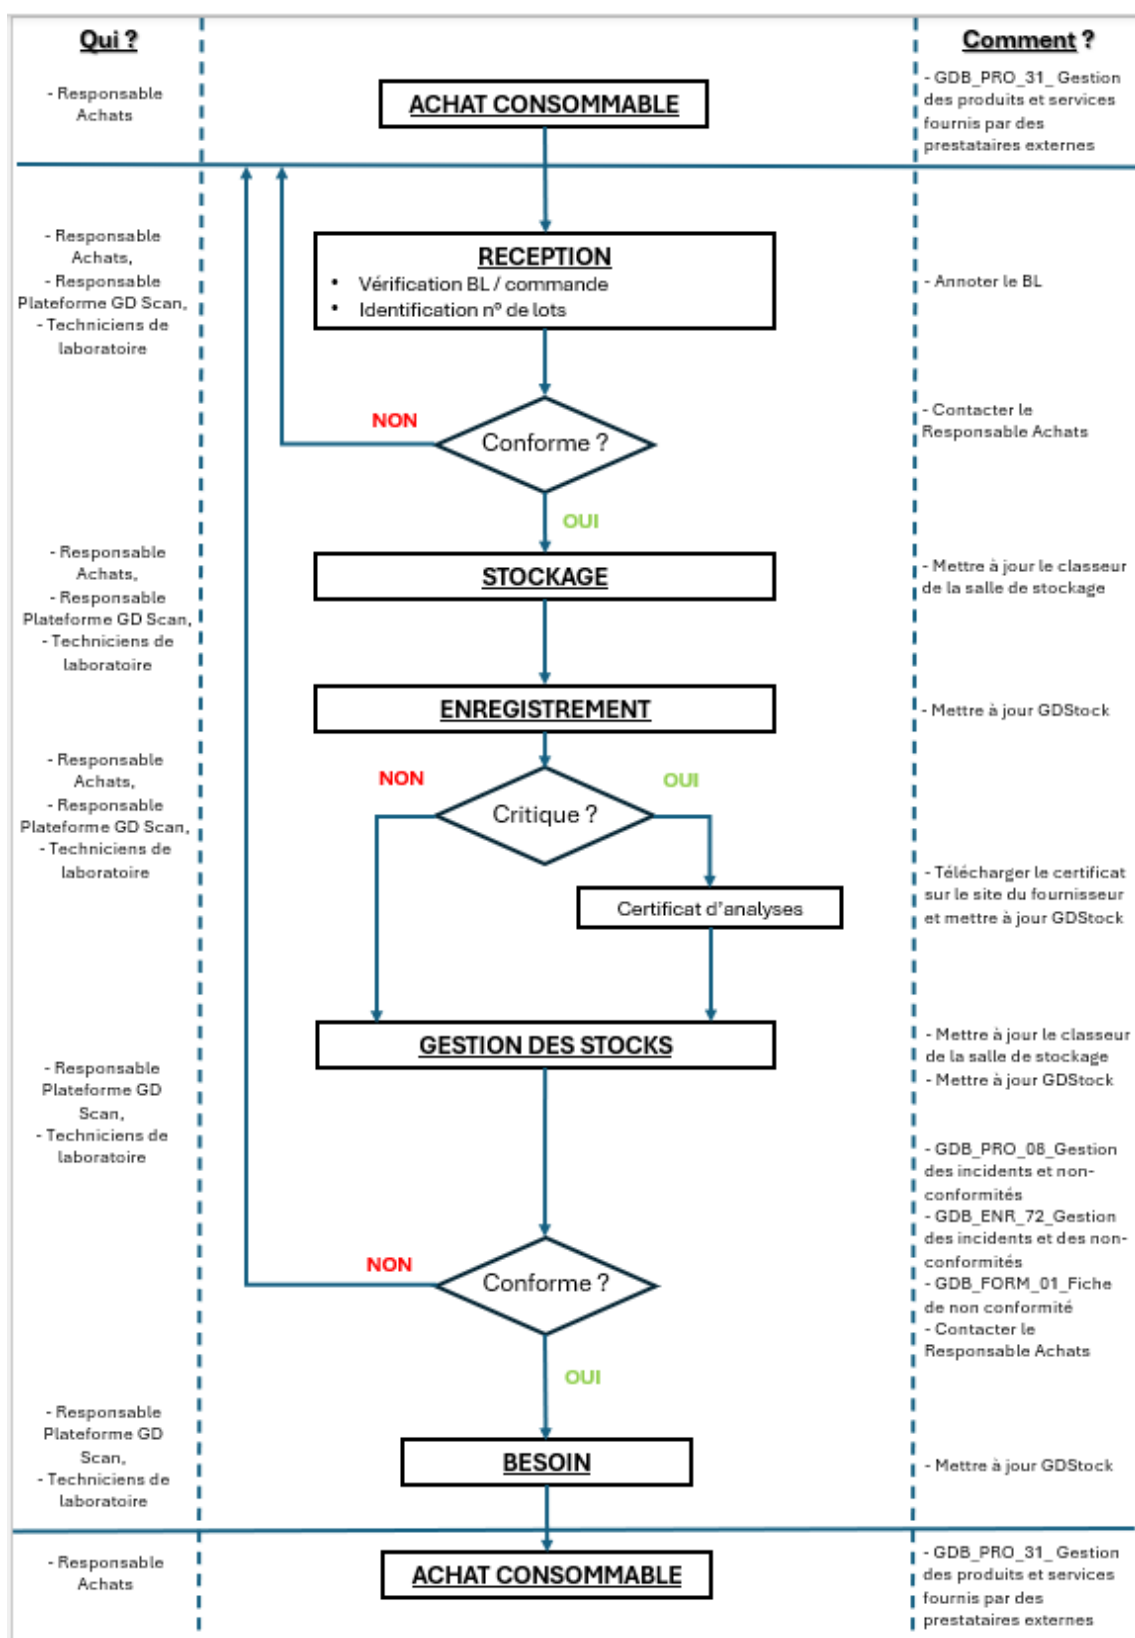 Qui ?
Comment ?
- Responsable
Achats
ACHAT CONSOMMABLE
- GDB_PRO_31_ Gestion
des produits et services
fournis par des
prestataires externes
- Responsable
Achats,
- Responsable
Plateforme GD Scan,
- Techniciens de
laboratoire
RECEPTION
• Vérification BL / commande
• Identification n° de lots
- Annoter le BL
NON
Conforme ?
- Contacter le
Responsable Achats
OUI
- Responsable
Achats,
- Responsable
Plateforme GD Scan,
- Techniciens de
laboratoire
STOCKAGE
- Mettre à jour le classeur
de la salle de stockage
ENREGISTREMENT
- Mettre à jour GDStock
- Responsable
Achats,
- Responsable
Plateforme GD Scan,
- Techniciens de
laboratoire
NON
Critique ?
OUI
Certificat d'analyses
- Télécharger le certificat
sur le site du fournisseur
et mettre à jour GDStock
GESTION DES STOCKS
- Mettre à jour le classeur
de la salle de stockage
- Mettre à jour GDStock
- Responsable
Plateforme GD
Scan,
- Techniciens de
laboratoire
- GDB_PRO_08_Gestion
des incidents et non-
conformités
- GDB_ENR_72_Gestion
des incidents et des non-
conformités
- GDB_FORM_01_Fiche
de non conformité
- Contacter le
Responsable Achats
NON
Conforme ?
OUI
- Responsable
Plateforme GD
Scan,
- Techniciens de
laboratoire
BESOIN
- Mettre à jour GDStock
- Responsable
Achats
ACHAT CONSOMMABLE
- GDB_PRO_31_ Gestion
des produits et services
fournis par des
prestataires externes